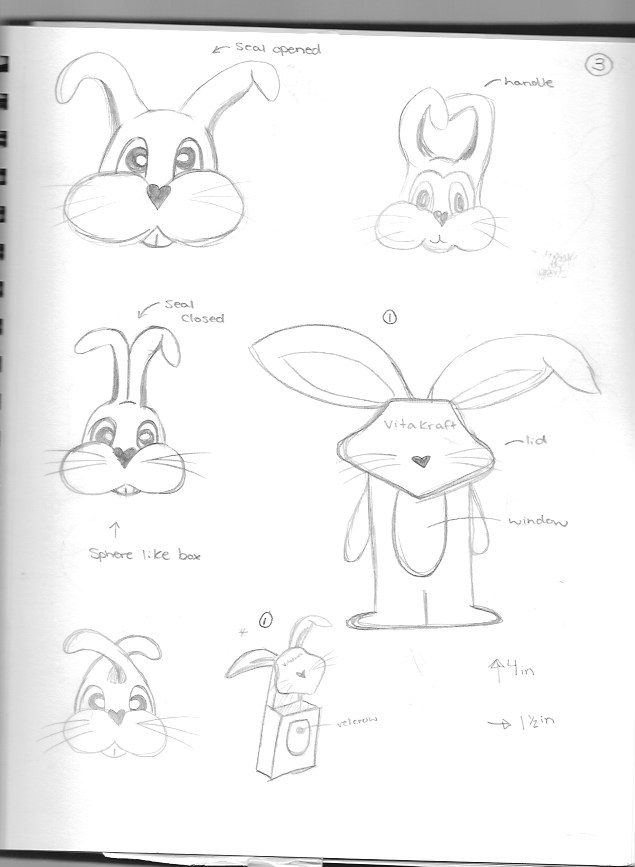 seal opened
3
handle
seal
closed
1
Vitakraft
lid
window
Sphere like box
1
*
velcrow
4in
1½in